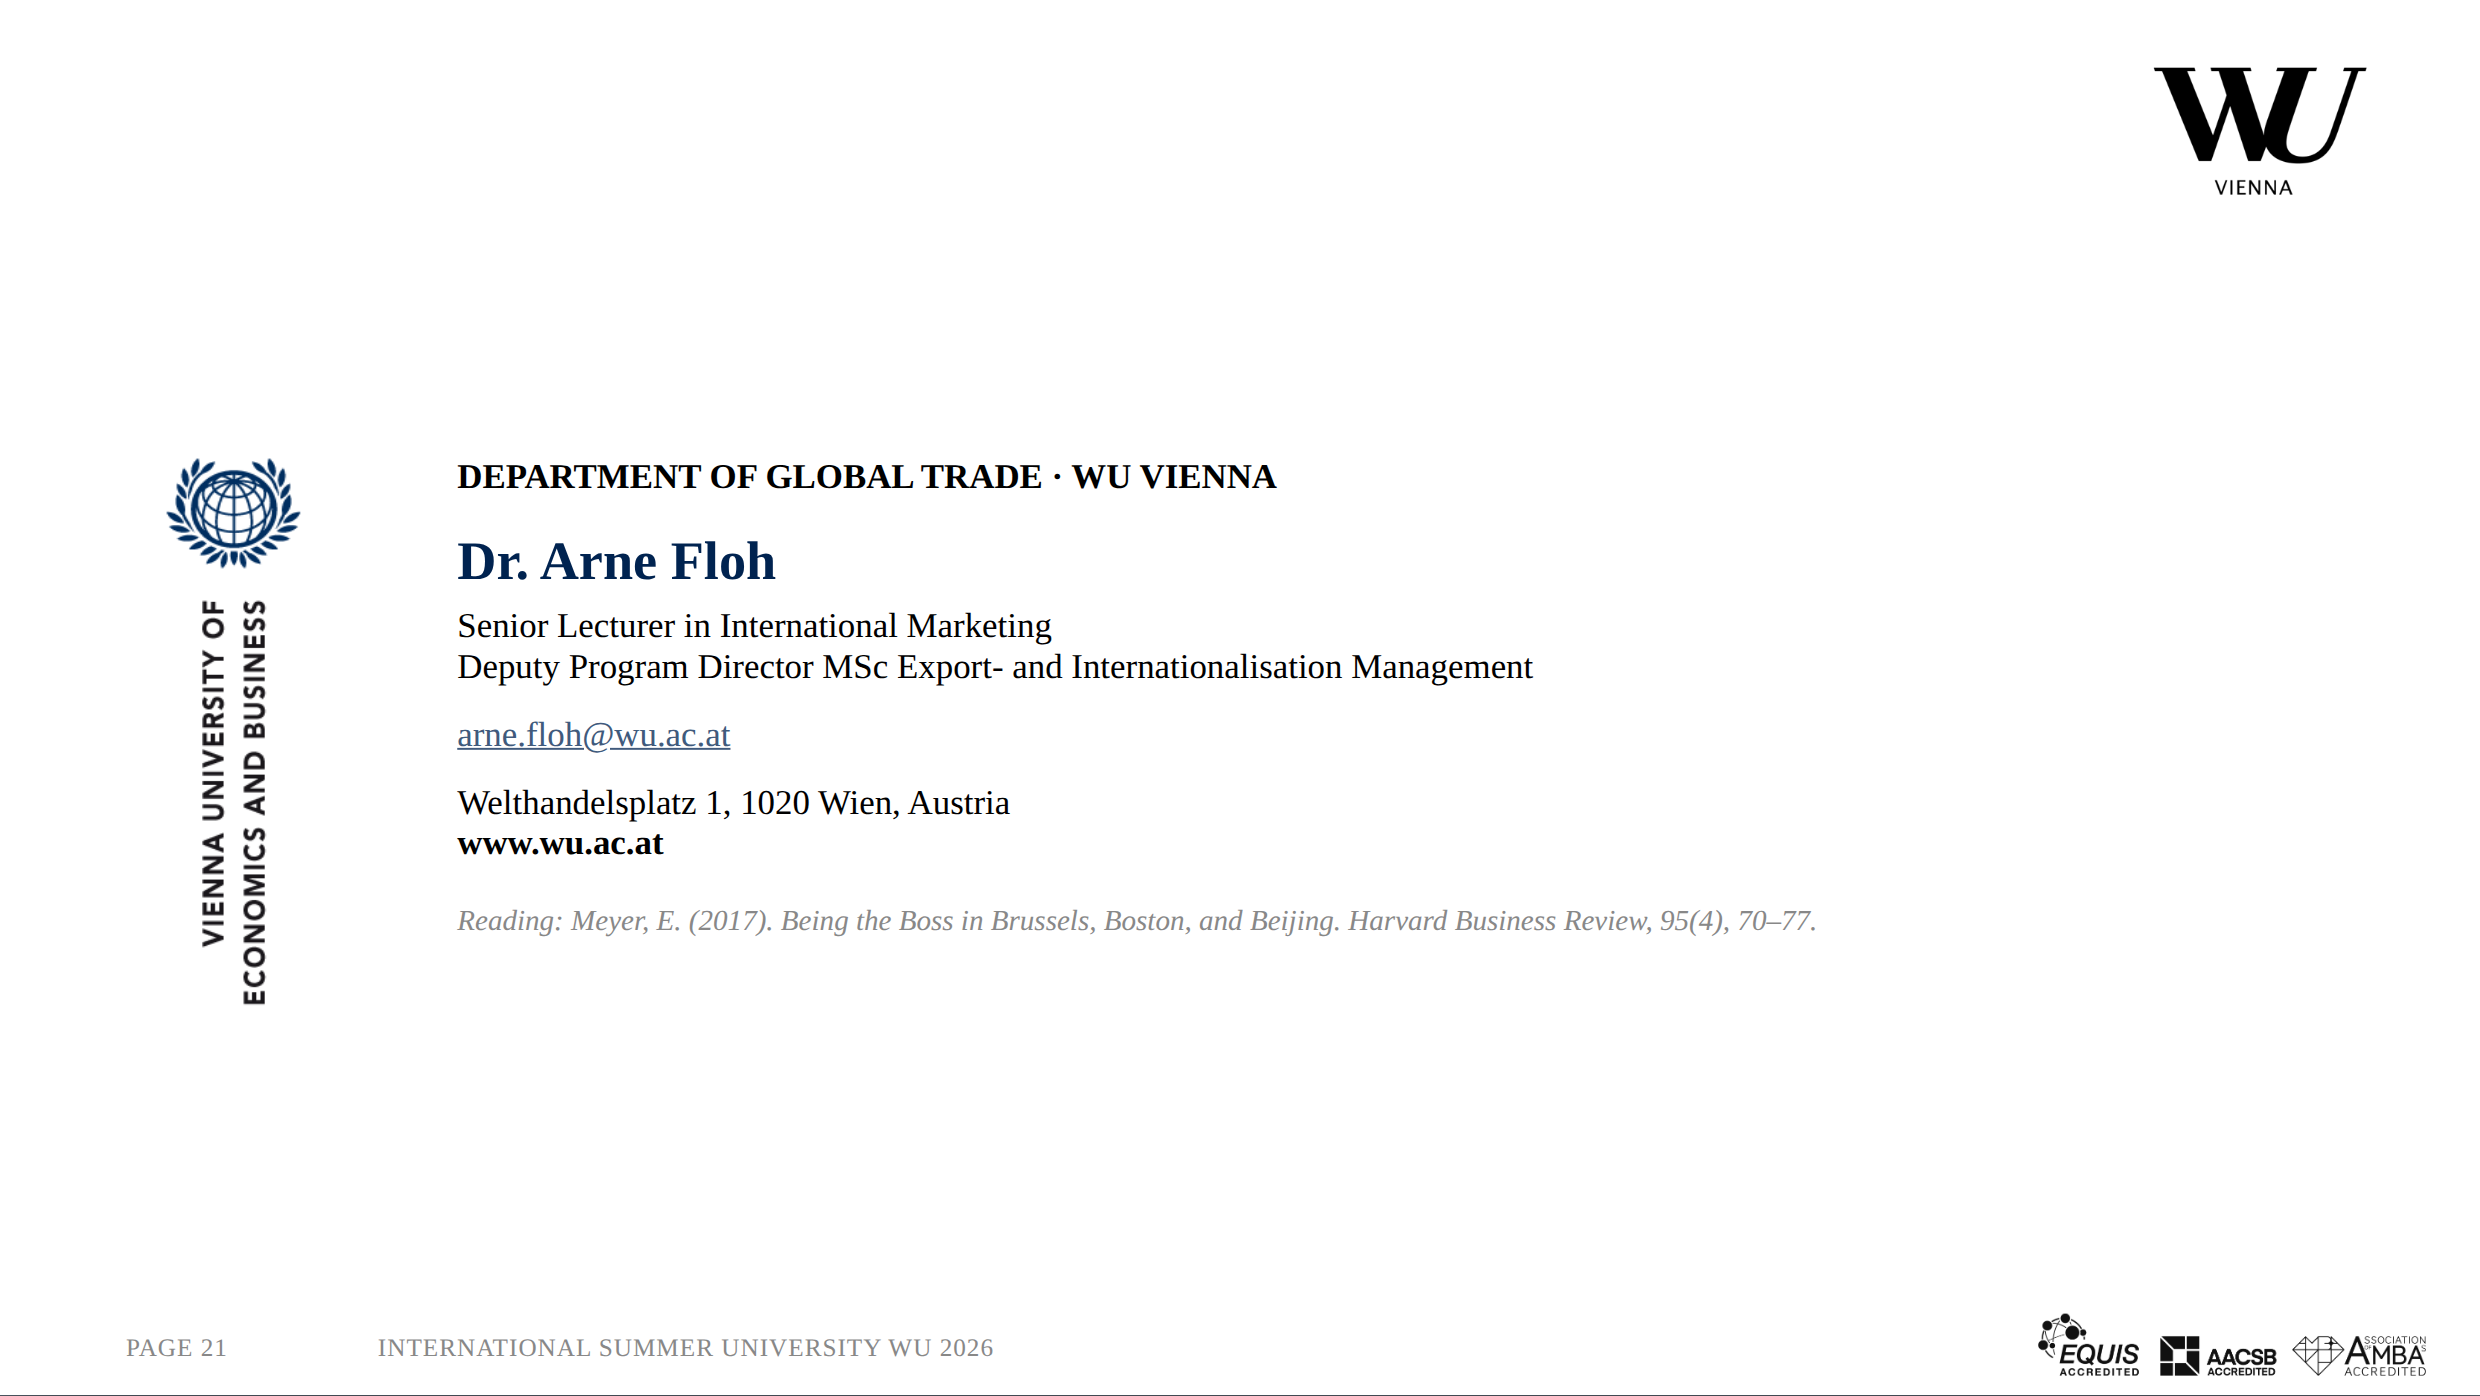 WU
VIENNA
VIENNA UNIVERSITY OF
ECONOMICS AND BUSINESS
DEPARTMENT OF GLOBAL TRADE · WU VIENNA
Dr. Arne Floh
Senior Lecturer in International Marketing
Deputy Program Director MSc Export- and Internationalisation Management
arne.floh@wu.ac.at
Welthandelsplatz 1, 1020 Wien, Austria
www.wu.ac.at
Reading: Meyer, E. (2017). Being the Boss in Brussels, Boston, and Beijing. Harvard Business Review, 95(4), 70–77.
PAGE 21
INTERNATIONAL SUMMER UNIVERSITY WU 2026
EQUIS
ACCREDITED
AACSB
ACCREDITED
ASSOCIATION
OF AMBAS
ACCREDITED